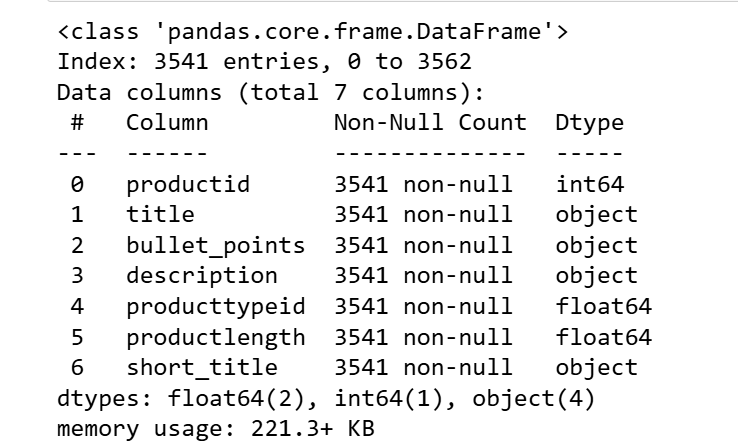 <class 'pandas.core.frame.DataFrame'>
Index: 3541 entries, 0 to 3562
Data columns (total 7 columns):
 #   Column          Non-Null Count  Dtype
---  ------          --------------  -----
 0   productid       3541 non-null   int64
 1   title           3541 non-null   object
 2   bullet_points   3541 non-null   object
 3   description     3541 non-null   object
 4   producttypeid   3541 non-null   float64
 5   productlength   3541 non-null   float64
 6   short_title     3541 non-null   object
dtypes: float64(2), int64(1), object(4)
memory usage: 221.3+ KB